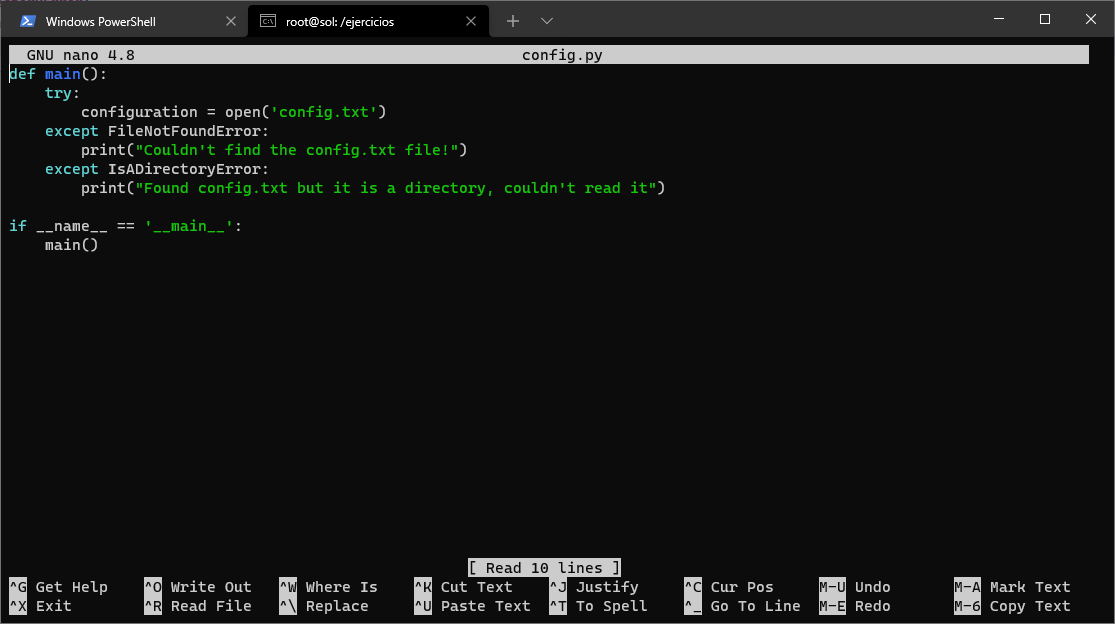 Windows PowerShell
root@sol: /ejercicios
GNU nano 4.8 config.py
def main():
    try:
        configuration = open('config.txt')
    except FileNotFoundError:
        print("Couldn't find the config.txt file!")
    except IsADirectoryError:
        print("Found config.txt but it is a directory, couldn't read it")

if __name__ == '__main__':
    main()
[ Read 10 lines ]
^G Get Help ^O Write Out ^W Where Is ^K Cut Text ^J Justify ^C Cur Pos M-U Undo M-A Mark Text
^X Exit ^R Read File ^\ Replace ^U Paste Text ^T To Spell ^_ Go To Line M-E Redo M-6 Copy Text